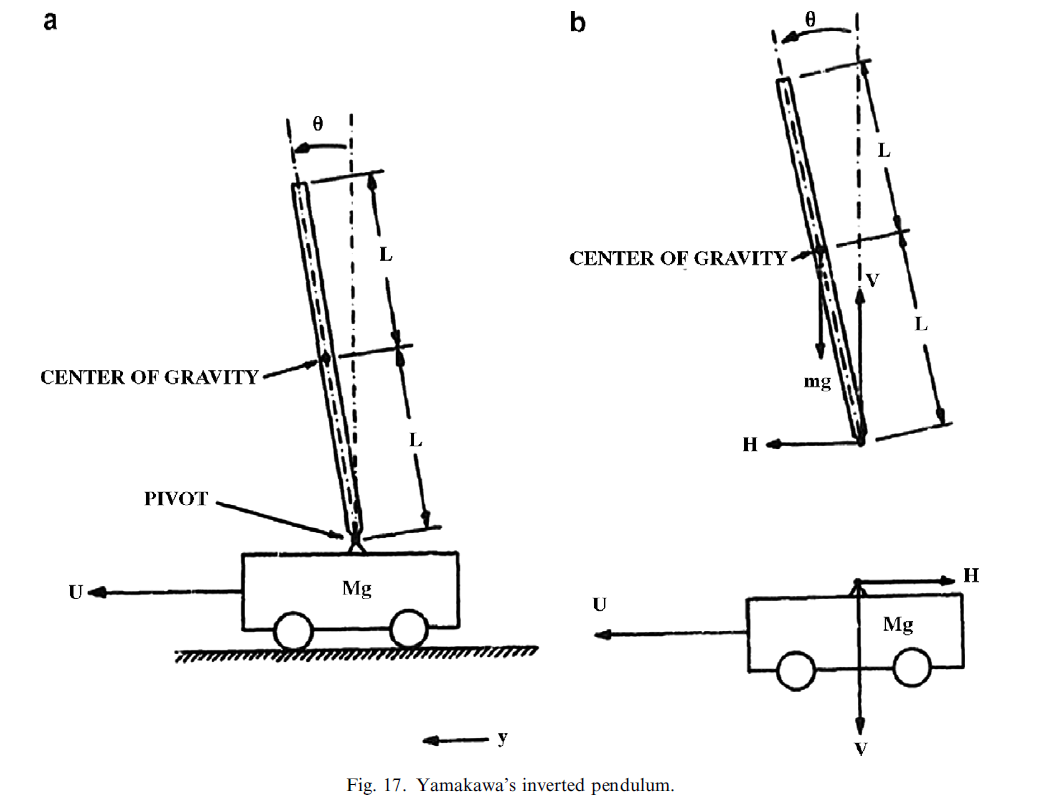 a
θ
L
CENTER OF GRAVITY
L
PIVOT
U
Mg
y
b
θ
L
CENTER OF GRAVITY
V
L
mg
H
H
U
Mg
V
Fig. 17. Yamakawa's inverted pendulum.